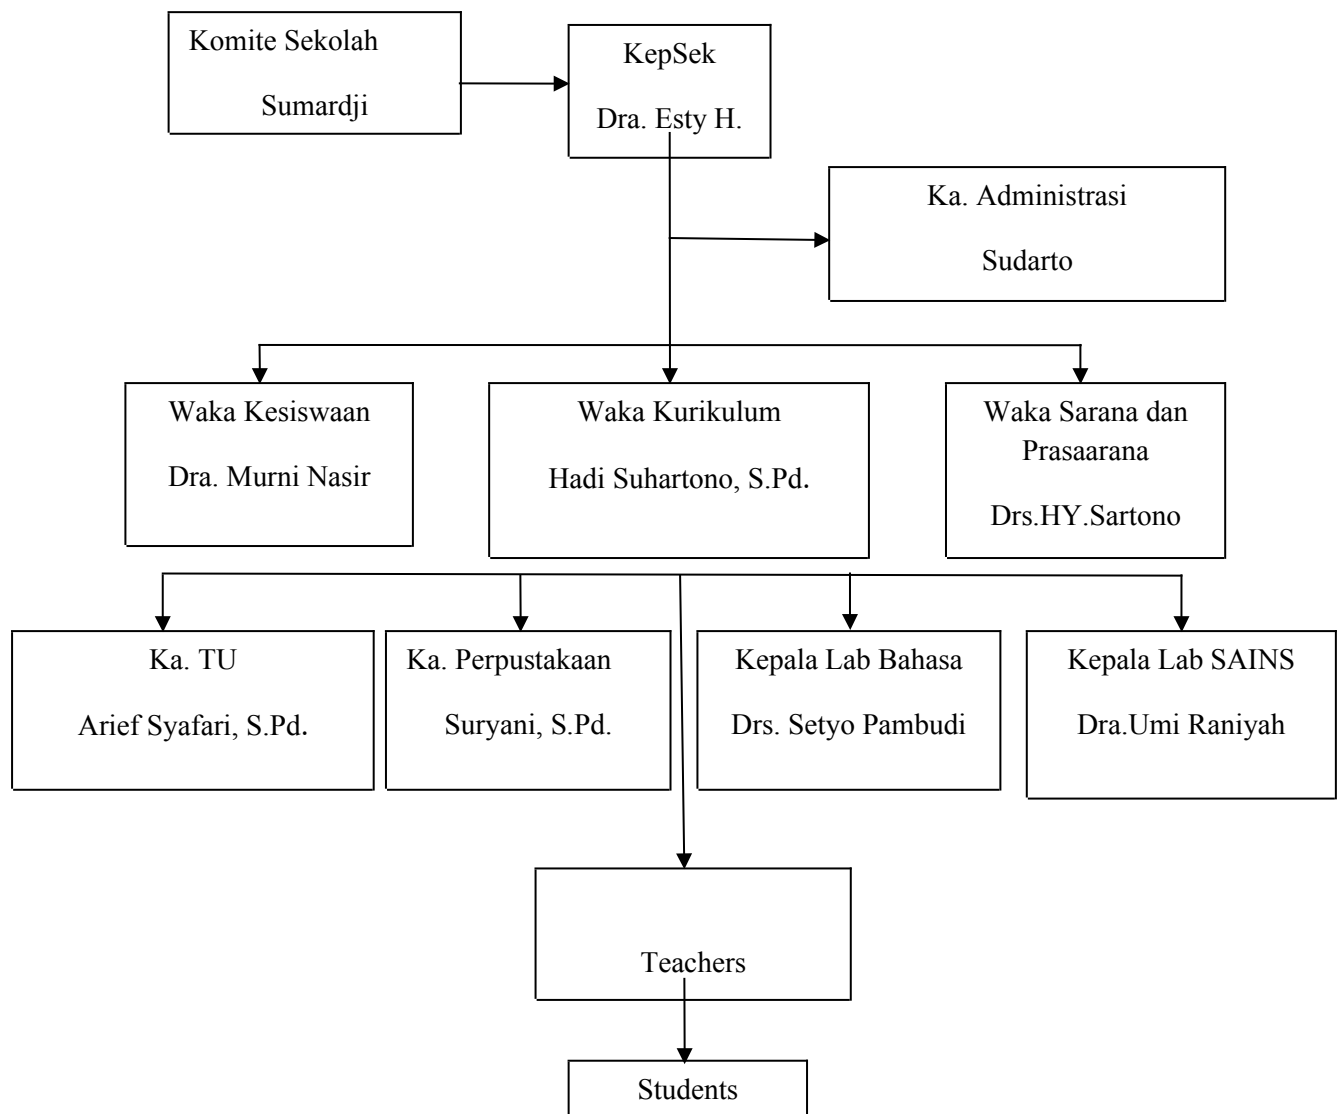 Komite Sekolah
Sumardji
KepSek
Dra. Esty H.
Ka. Administrasi
Sudarto
Waka Kesiswaan
Dra. Murni Nasir
Waka Kurikulum
Hadi Suhartono, S.Pd.
Waka Sarana dan
Prasaarana
Drs.HY.Sartono
Ka. TU
Arief Syafari, S.Pd.
Ka. Perpustakaan
Suryani, S.Pd.
Kepala Lab Bahasa
Drs. Setyo Pambudi
Kepala Lab SAINS
Dra.Umi Raniyah
Teachers
Students